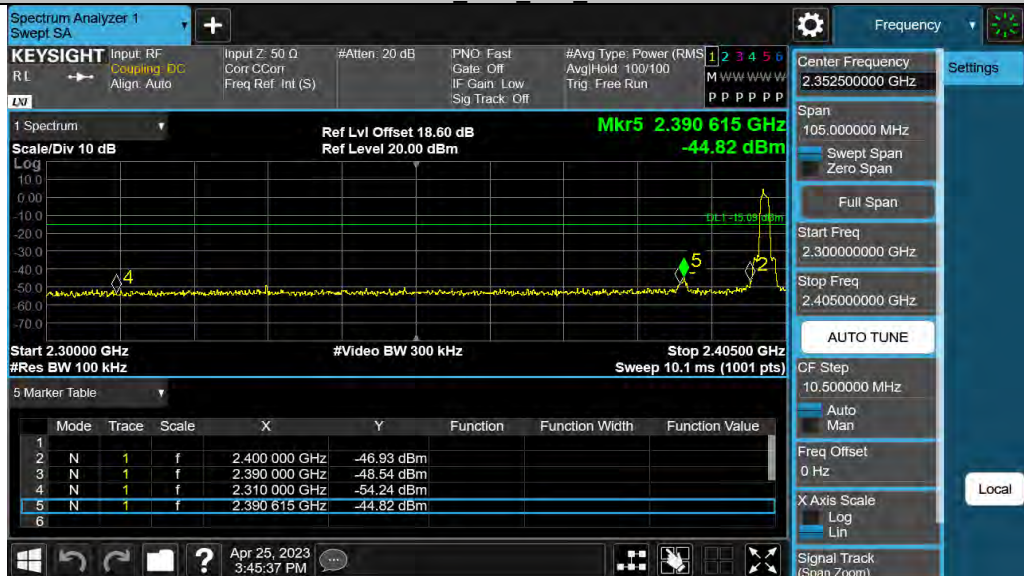 Spectrum Analyzer 1
Swept SA
Frequency
KEYSIGHT
RL
LXI
Input: RF
Coupling: DC
Align: Auto
Input Z: 50 Ω
Corr CCorr
Freq Ref: Int (S)
#Atten: 20 dB
PNO: Fast
Gate: Off
IF Gain: Low
Sig Track: Off
#Avg Type: Power (RMS
Avg|Hold: 100/100
Trig: Free Run
1 2 3 4 5 6
M W W W W W
P P P P P P
1 Spectrum
Scale/Div 10 dB
Log
Ref Lvl Offset 18.60 dB
Ref Level 20.00 dBm
Mkr5 2.390 615 GHz
-44.82 dBm
10.0
0.00
-10.0
-20.0
-30.0
-40.0
-50.0
-60.0
-70.0
DL1 -15.09 dBm
4
5
2
Start 2.30000 GHz
#Res BW 100 kHz
#Video BW 300 kHz
Stop 2.40500 GHz
Sweep 10.1 ms (1001 pts)
5 Marker Table
Mode Trace Scale X Y Function Function Width Function Value
1
2 N 1 f 2.400 000 GHz -46.93 dBm
3 N 1 f 2.390 000 GHz -48.54 dBm
4 N 1 f 2.310 000 GHz -54.24 dBm
5 N 1 f 2.390 615 GHz -44.82 dBm
6
?
Apr 25, 2023
3:45:37 PM
Center Frequency
2.352500000 GHz
Span
105.000000 MHz
Swept Span
Zero Span
Full Span
Start Freq
2.300000000 GHz
Stop Freq
2.405000000 GHz
AUTO TUNE
CF Step
10.500000 MHz
Auto
Man
Freq Offset
0 Hz
X Axis Scale
Log
Lin
Signal Track
(Span Zoom)
Settings
Local